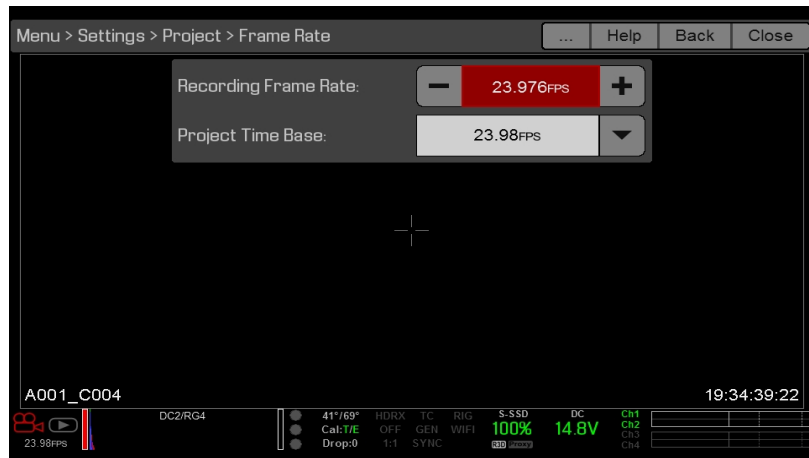 Menu > Settings > Project > Frame Rate ... Help Back Close
Recording Frame Rate: 23.976FPS
Project Time Base: 23.98FPS
A001_C004 19:34:39:22
DC2/RG4 41°/69° HDRX TC RIG S-SSD DC Ch1
Cal:T/E OFF GEN WIFI 100% 14.8V Ch2
Ch3
23.98FPS Drop:0 1:1 SYNC R3D Proxy Ch4